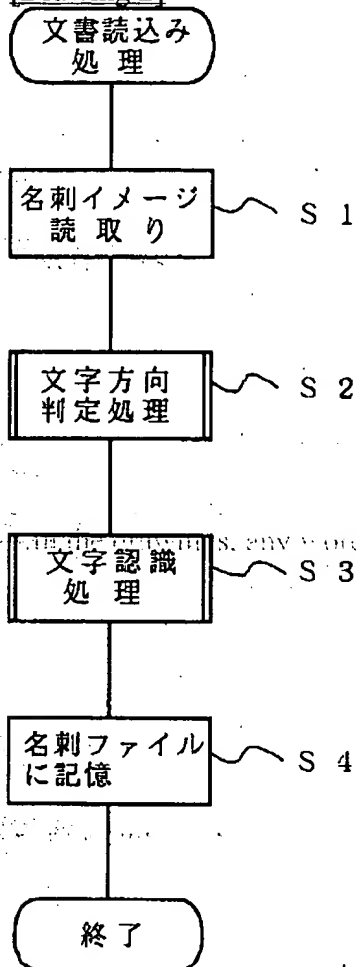 文書読込み
処 理
名刺イメージ
読 取 り
S 1
文字方向
判定処理
S 2
文字認識
処 理
S 3
名刺ファイル
に記憶
S 4
終了